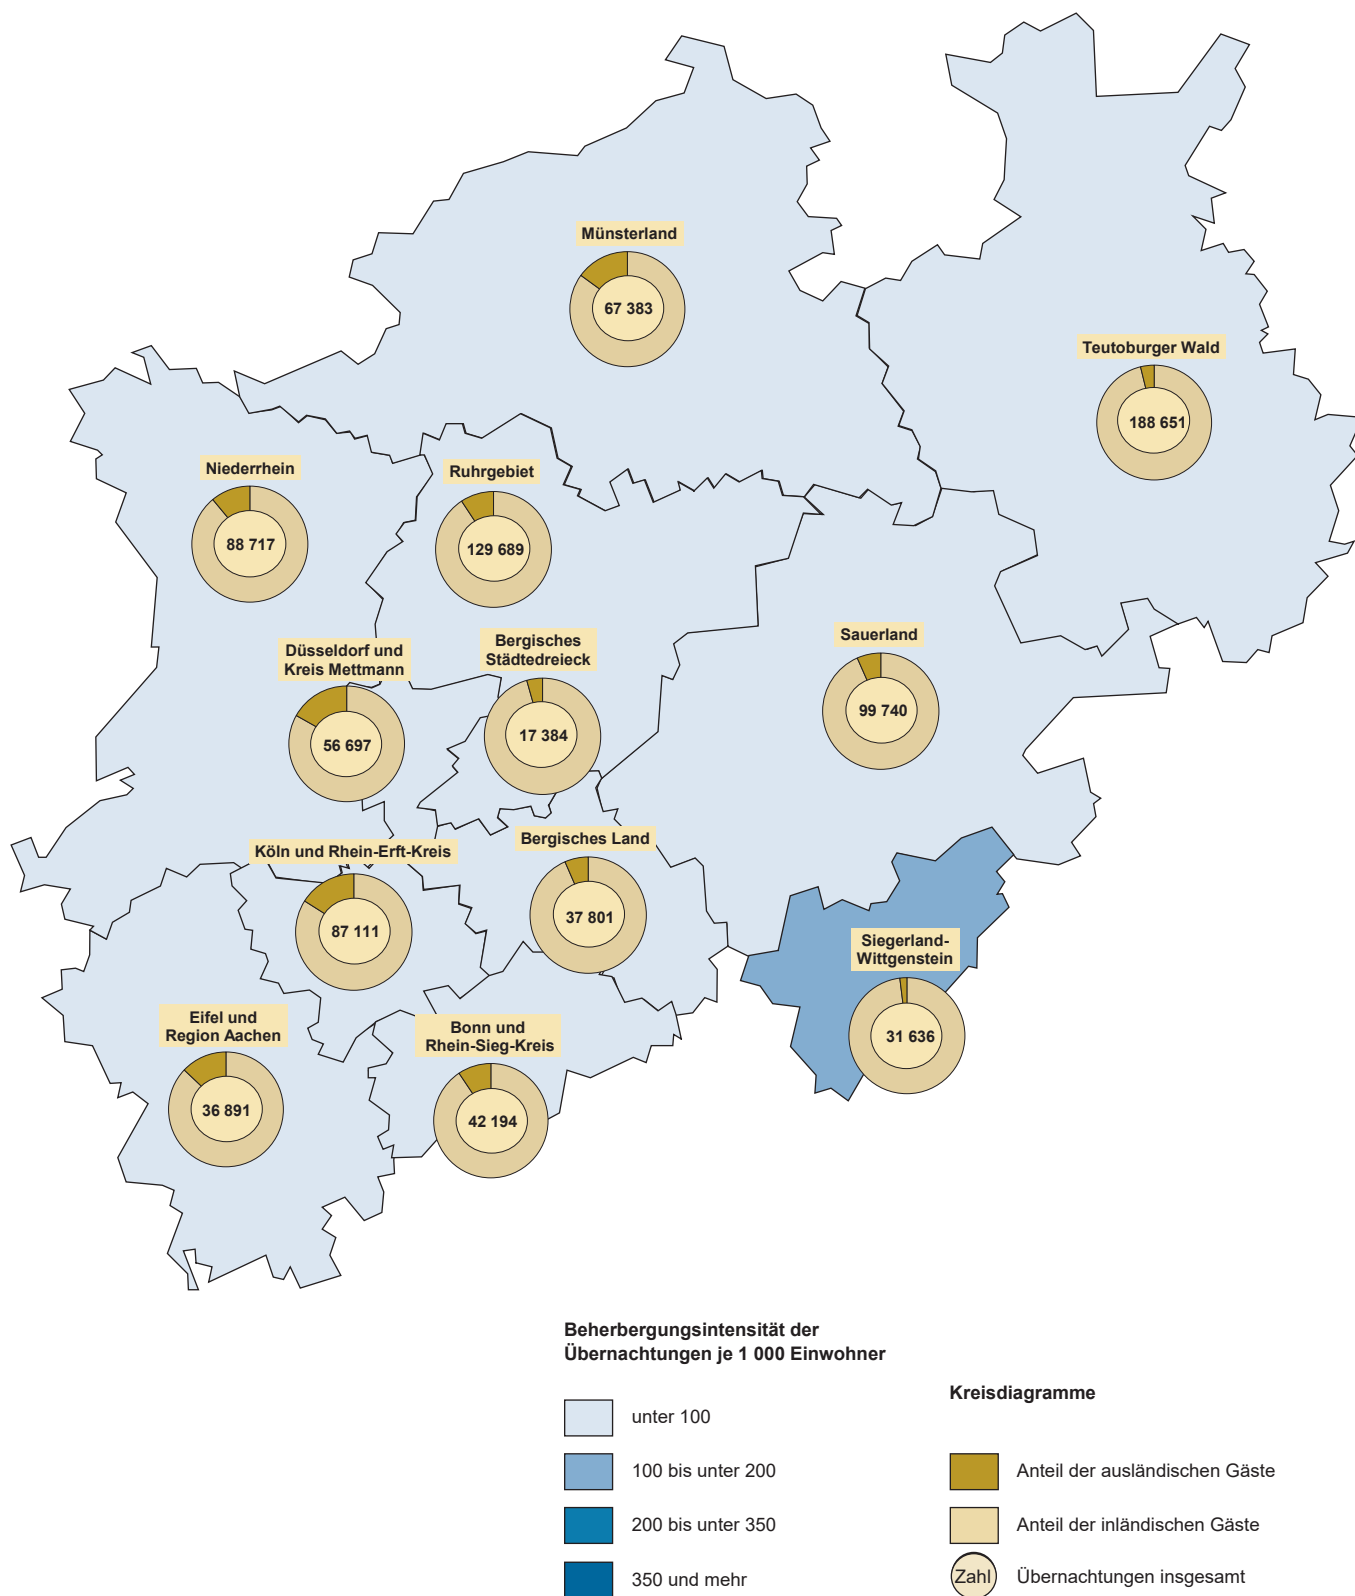 Münsterland
67 383
Teutoburger Wald
188 651
Niederrhein
88 717
Ruhrgebiet
129 689
Düsseldorf und
Kreis Mettmann
56 697
Bergisches
Städtedreieck
17 384
Sauerland
99 740
Köln und Rhein-Erft-Kreis
87 111
Bergisches Land
37 801
Siegerland-
Wittgenstein
31 636
Eifel und
Region Aachen
36 891
Bonn und
Rhein-Sieg-Kreis
42 194
Beherbergungsintensität der
Übernachtungen je 1 000 Einwohner
unter 100
100 bis unter 200
200 bis unter 350
350 und mehr
Kreisdiagramme
Anteil der ausländischen Gäste
Anteil der inländischen Gäste
Zahl Übernachtungen insgesamt